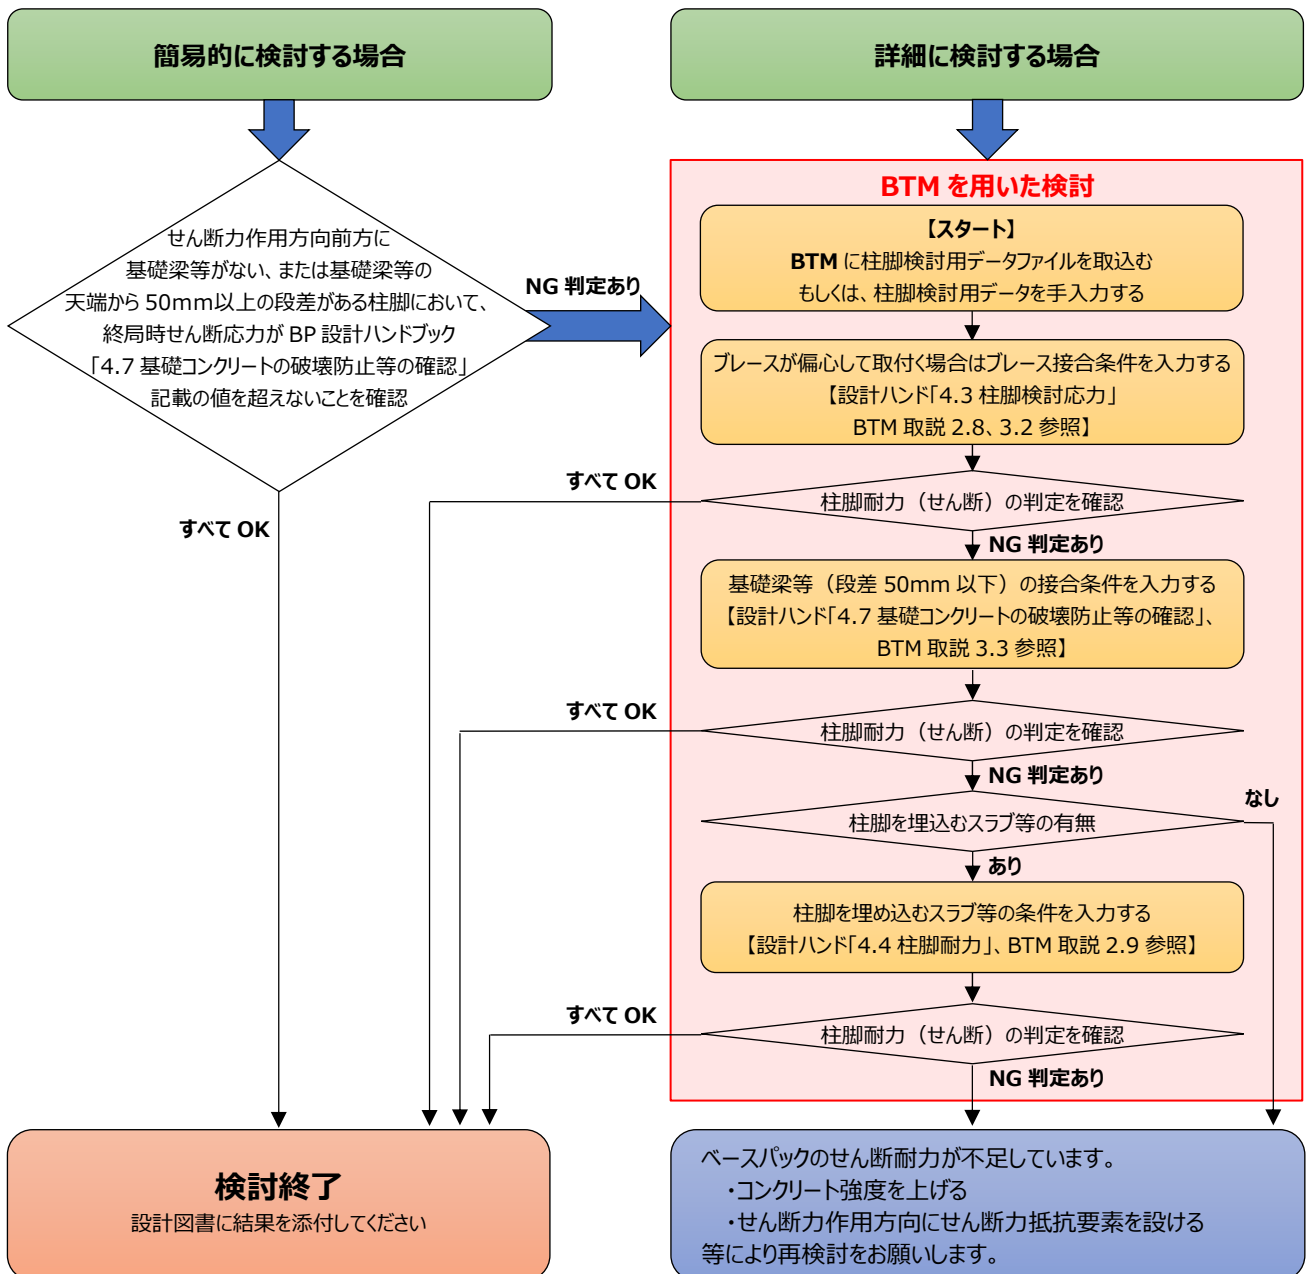 簡易的に検討する場合
せん断力作用方向前方に
基礎梁等がない、または基礎梁等の
天端から 50mm以上の段差がある柱脚において、
終局時せん断応力が BP 設計ハンドブック
「4.7 基礎コンクリートの破壊防止等の確認」
記載の値を超えないことを確認
NG 判定あり
すべて OK
詳細に検討する場合
BTM を用いた検討
【スタート】
BTM に柱脚検討用データファイルを取込む
もしくは、柱脚検討用データを手入力する
ブレースが偏心して取付く場合はブレース接合条件を入力する
【設計ハンド「4.3 柱脚検討応力」
BTM 取説 2.8、3.2 参照】
すべて OK
柱脚耐力（せん断）の判定を確認
NG 判定あり
基礎梁等（段差 50mm 以下）の接合条件を入力する
【設計ハンド「4.7 基礎コンクリートの破壊防止等の確認」、
BTM 取説 3.3 参照】
すべて OK
柱脚耐力（せん断）の判定を確認
NG 判定あり
なし
柱脚を埋込むスラブ等の有無
あり
柱脚を埋め込むスラブ等の条件を入力する
【設計ハンド「4.4 柱脚耐力」、BTM 取説 2.9 参照】
すべて OK
柱脚耐力（せん断）の判定を確認
NG 判定あり
検討終了
設計図書に結果を添付してください
ベースパックのせん断耐力が不足しています。
・コンクリート強度を上げる
・せん断力作用方向にせん断力抵抗要素を設ける
等により再検討をお願いします。